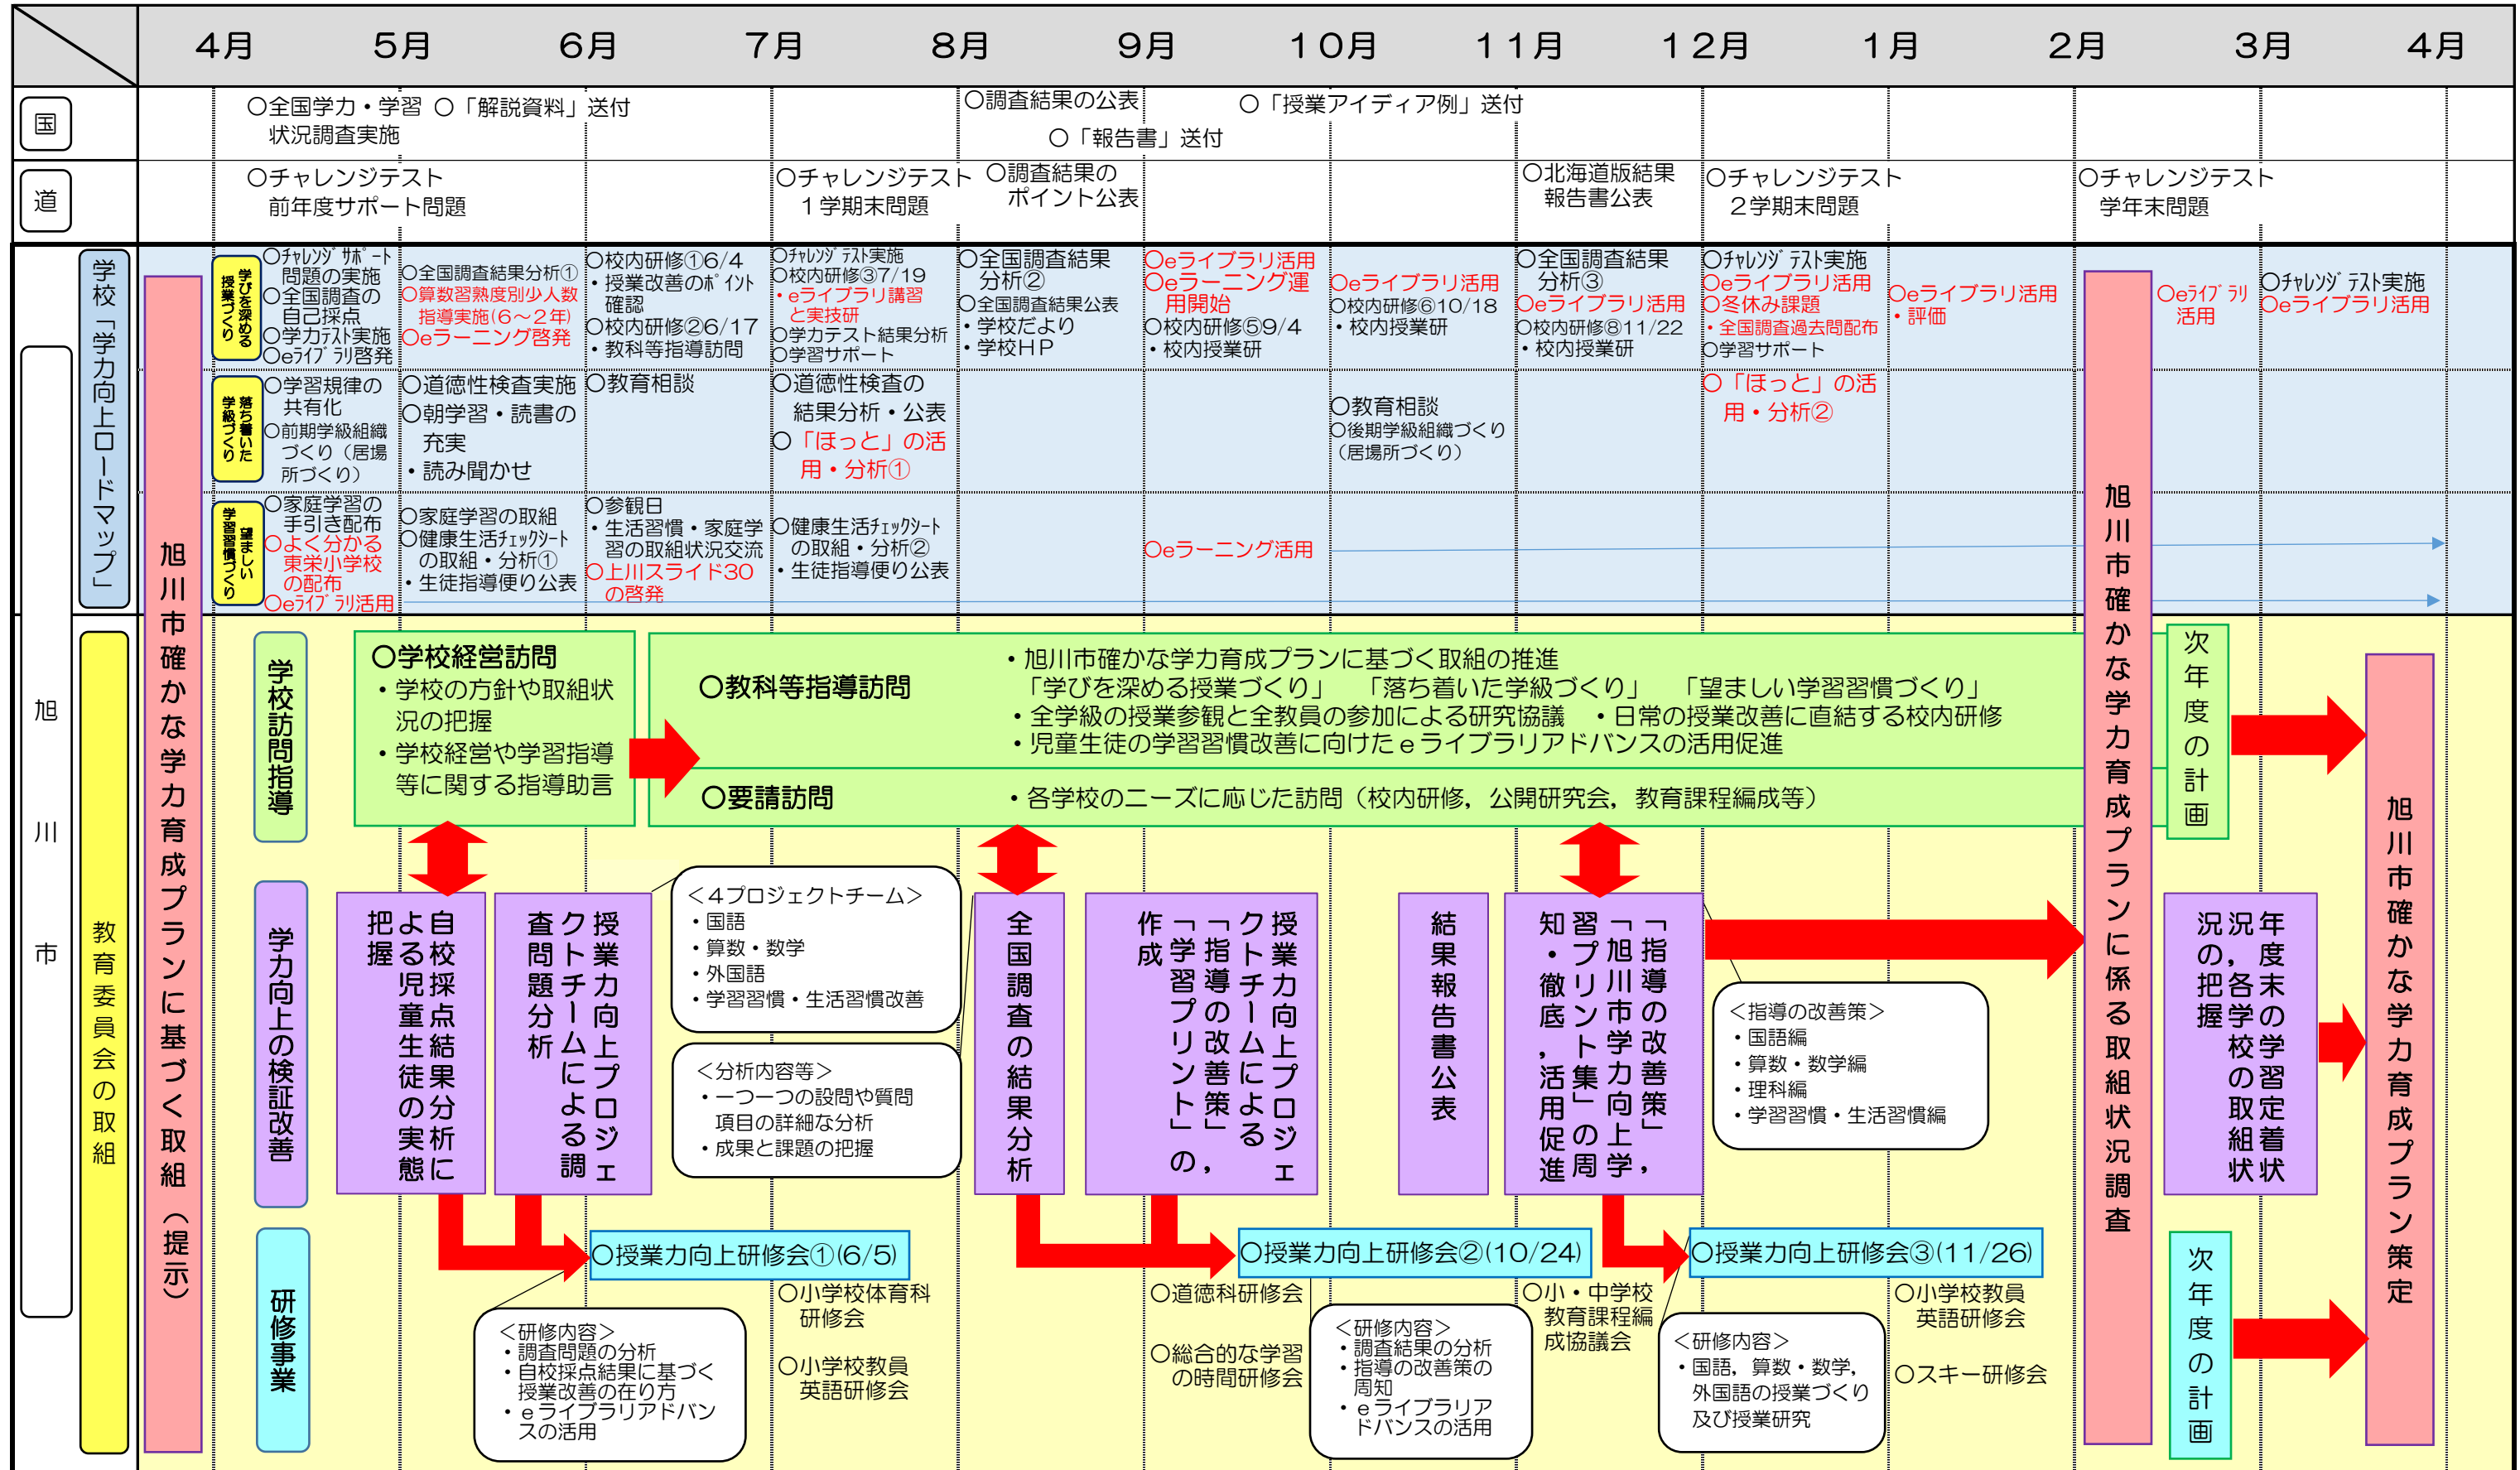 4月
5月
6月
7月
8月
9月
10月
11月
12月
1月
2月
3月
4月
国
○全国学力・学習
状況調査実施
○「解説資料」送付
○調査結果の公表
○「報告書」送付
○「授業アイディア例」送付
道
○チャレンジテスト
前年度サポート問題
○チャレンジテスト
1学期末問題
○調査結果の
ポイント公表
○北海道版結果
報告書公表
○チャレンジテスト
2学期末問題
○チャレンジテスト
学年末問題
旭川市
学校「学力向上ロードマップ」
学びを深める
授業づくり
○チャレンジサポート
問題の実施
○全国調査の
自己採点
○学力テスト実施
○eライブラリ啓発
○全国調査結果分析①
○算数習熟度別少人数
指導実施(6～2年)
○eラーニング啓発
○校内研修①6/4
・授業改善のポイント
確認
○校内研修②6/17
・教科等指導訪問
○チャレンジテスト実施
○校内研修③7/19
・eライブラリ講習
と実技研
○学力テスト結果分析
○学習サポート
○全国調査結果
分析②
○全国調査結果公表
・学校だより
・学校HP
○eライブラリ活用
○eラーニング運
用開始
○校内研修⑤9/4
・校内授業研
○eライブラリ活用
○校内研修⑥10/18
・校内授業研
○全国調査結果
分析③
○eライブラリ活用
○校内研修⑧11/22
・校内授業研
○チャレンジテスト実施
○eライブラリ活用
○冬休み課題
・全国調査過去問配布
○学習サポート
○eライブラリ活用
・評価
○eライブラリ
活用
○チャレンジテスト実施
○eライブラリ活用
落ち着いた
学級づくり
○学習規律の
共有化
○前期学級組織
づくり（居場
所づくり）
○道徳性検査実施
○朝学習・読書の
充実
・読み聞かせ
○教育相談
○道徳性検査の
結果分析・公表
○「ほっと」の活
用・分析①
○教育相談
○後期学級組織づくり
（居場所づくり）
○「ほっと」の活
用・分析②
望ましい
学習習慣づくり
○家庭学習の
手引き配布
○よく分かる
東栄小学校
の配布
○eライブラリ活用
○家庭学習の取組
○健康生活チェックシート
の取組・分析①
・生徒指導便り公表
○参観日
・生活習慣・家庭学
習の取組状況交流
○上川スライド30
の啓発
○健康生活チェックシート
の取組・分析②
・生徒指導便り公表
○eラーニング活用
旭川市確かな学力育成プランに基づく取組（提示）
旭川市確かな学力育成プランに係る取組状況調査
教育委員会の取組
学校訪問指導
○学校経営訪問
・学校の方針や取組状
況の把握
・学校経営や学習指導
等に関する指導助言
○教科等指導訪問
・旭川市確かな学力育成プランに基づく取組の推進
「学びを深める授業づくり」　「落ち着いた学級づくり」　「望ましい学習習慣づくり」
・全学級の授業参観と全教員の参加による研究協議　・日常の授業改善に直結する校内研修
・児童生徒の学習習慣改善に向けたｅライブラリアドバンスの活用促進
○要請訪問
・各学校のニーズに応じた訪問（校内研修，公開研究会，教育課程編成等）
次年度の計画
旭川市確かな学力育成プラン策定
学力向上の検証改善
自校採点結果分析に
よる児童生徒の実態
把握
授業力向上プロジェ
クトチームによる調
査問題分析
＜４プロジェクトチーム＞
・国語
・算数・数学
・外国語
・学習習慣・生活習慣改善
＜分析内容等＞
・一つ一つの設問や質問
項目の詳細な分析
・成果と課題の把握
全国調査の結果分析
授業力向上プロジェ
クトチームによる
「指導の改善策」，
「学習プリント」の
作成
結果報告書公表
「指導の改善策」，
「旭川市学力向上学
習プリント集」の周
知・徹底，活用促進
＜指導の改善策＞
・国語編
・算数・数学編
・理科編
・学習習慣・生活習慣編
年度末の学習定着状
況，各学校の取組状
況の把握
研修事業
○授業力向上研修会①(6/5)
＜研修内容＞
・調査問題の分析
・自校採点結果に基づく
授業改善の在り方
・ｅライブラリアドバン
スの活用
○小学校体育科
研修会
○小学校教員
英語研修会
○授業力向上研修会②(10/24)
○道徳科研修会
○総合的な学習
の時間研修会
＜研修内容＞
・調査結果の分析
・指導の改善策の
周知
・ｅライブラリア
ドバンスの活用
○小・中学校
教育課程編
成協議会
○授業力向上研修会③(11/26)
＜研修内容＞
・国語，算数・数学，
外国語の授業づくり
及び授業研究
○小学校教員
英語研修会
○スキー研修会
次年度の計画